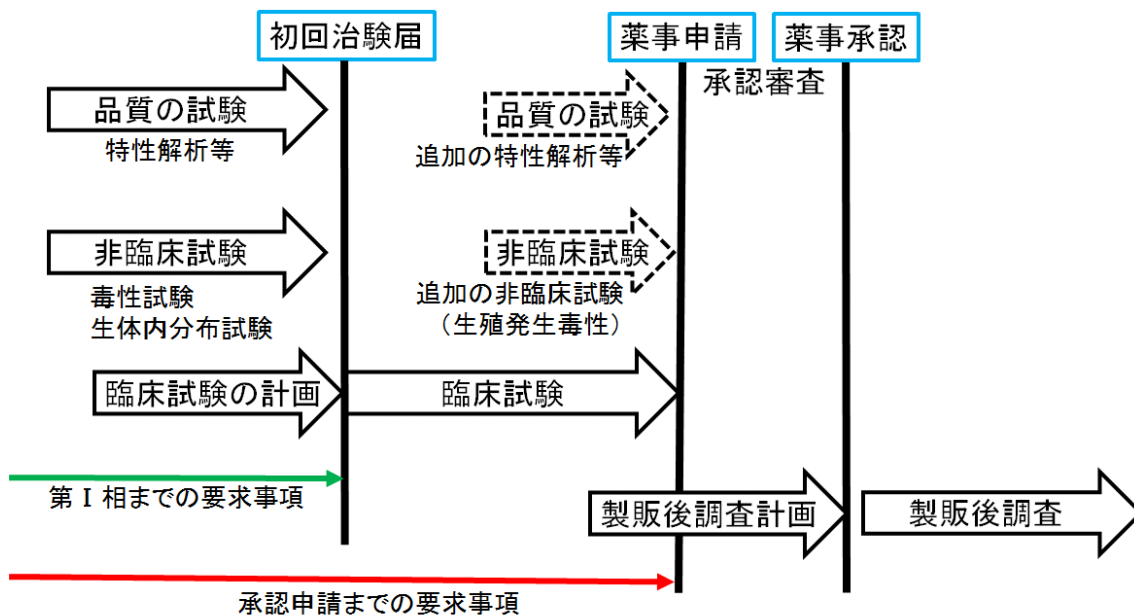 初回治験届
薬事申請
薬事承認
承認審査
品質の試験
特性解析等
品質の試験
追加の特性解析等
非臨床試験
毒性試験
生体内分布試験
非臨床試験
追加の非臨床試験
（生殖発生毒性）
臨床試験の計画
臨床試験
第Ⅰ相までの要求事項
製販後調査計画
製販後調査
承認申請までの要求事項